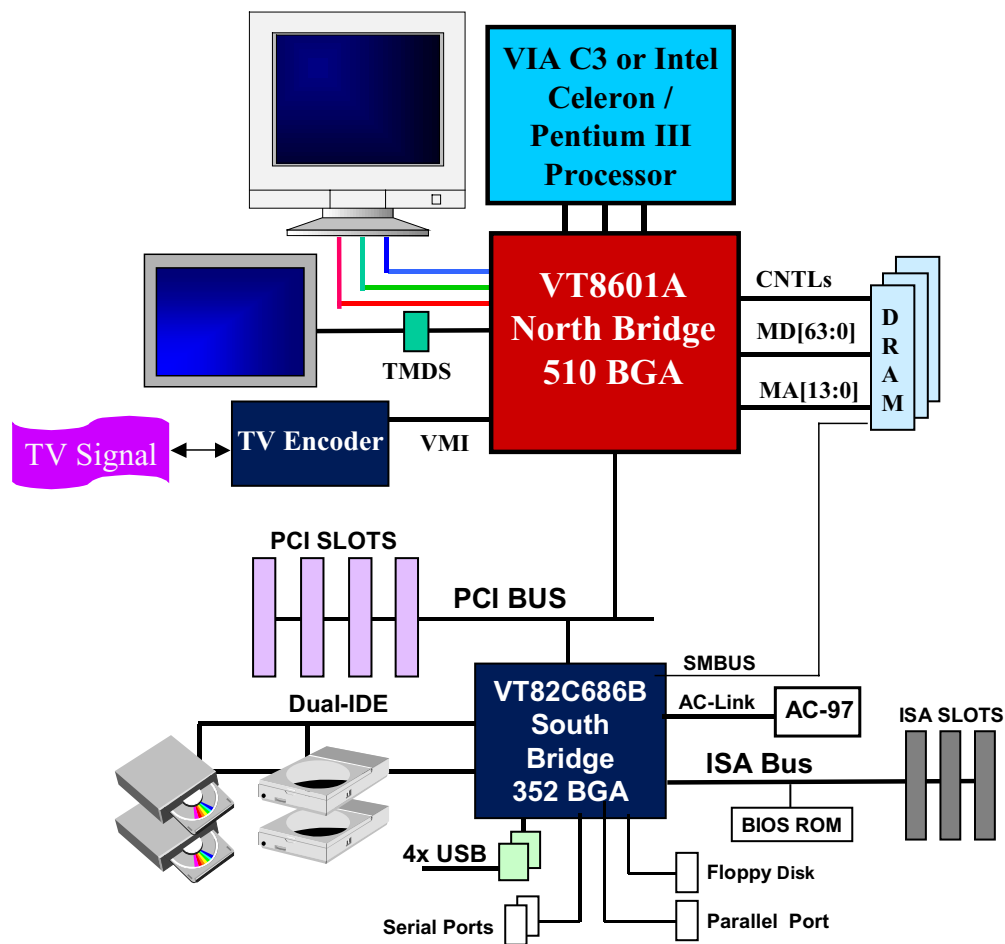 VIA C3 or Intel
Celeron /
Pentium III
Processor
VT8601A
North Bridge
510 BGA
CNTLs
MD[63:0]
MA[13:0]
D
R
A
M
TMDS
TV Encoder
VMI
TV Signal
PCI SLOTS
PCI BUS
SMBUS
VT82C686B
South
Bridge
352 BGA
Dual-IDE
AC-Link
AC-97
ISA SLOTS
ISA Bus
BIOS ROM
4x USB
Floppy Disk
Serial Ports
Parallel Port